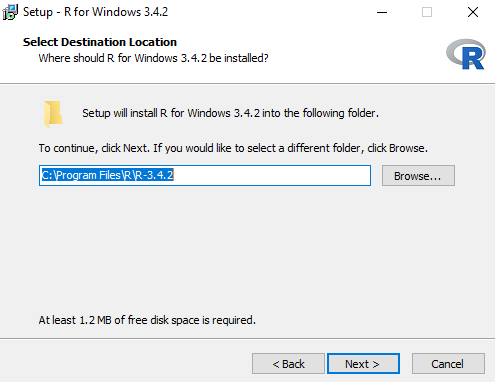 Setup - R for Windows 3.4.2
Select Destination Location
Where should R for Windows 3.4.2 be installed?
R
Setup will install R for Windows 3.4.2 into the following folder.
To continue, click Next. If you would like to select a different folder, click Browse.
C:\Program Files\R\R-3.4.2 Browse...
At least 1.2 MB of free disk space is required.
< Back Next > Cancel